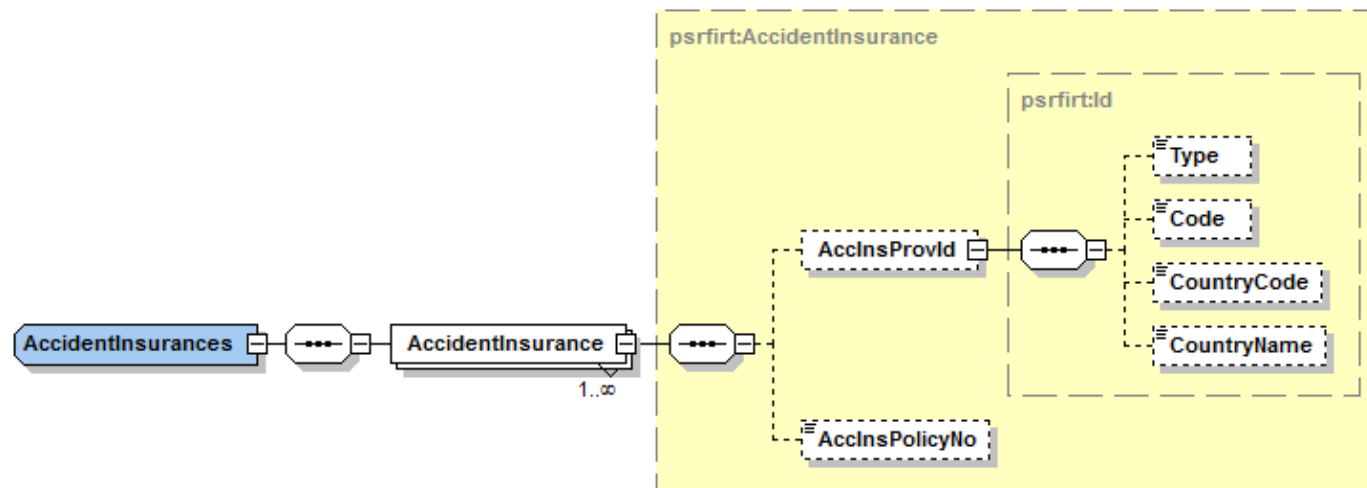 psrfirt:AccidentInsurance
psrfirt:Id
Type
Code
AccInsProvId
CountryCode
CountryName
AccidentInsurances
AccidentInsurance
1..∞
AccInsPolicyNo